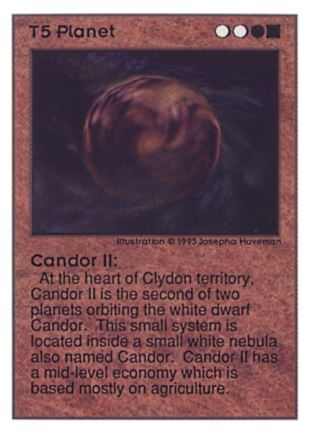 T5 Planet
Illustration © 1993 Josepha Haveman
Candor II:
At the heart of Clydon territory,
Candor II is the second of two
planets orbiting the white dwarf
Candor. This small system is
located inside a small white nebula
also named Candor. Candor II has
a mid-level economy which is
based mostly on agriculture.